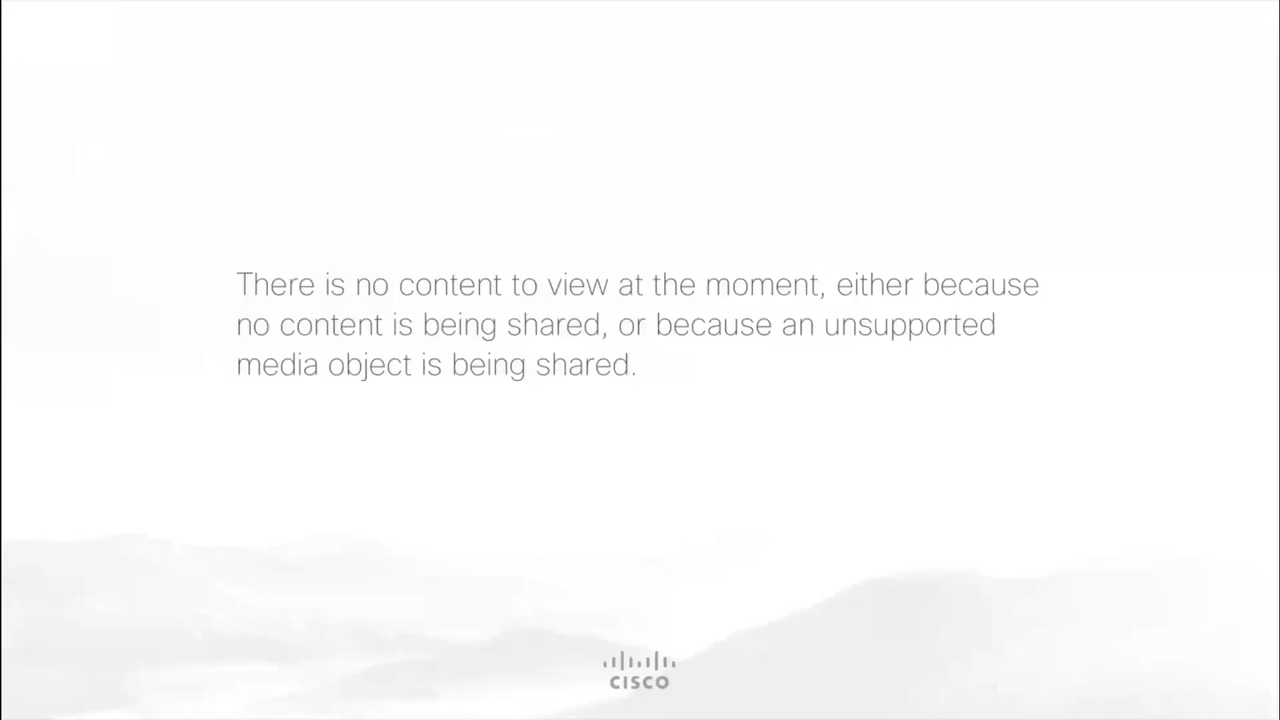 There is no content to view at the moment, either because
no content is being shared, or because an unsupported
media object is being shared.
CISCO